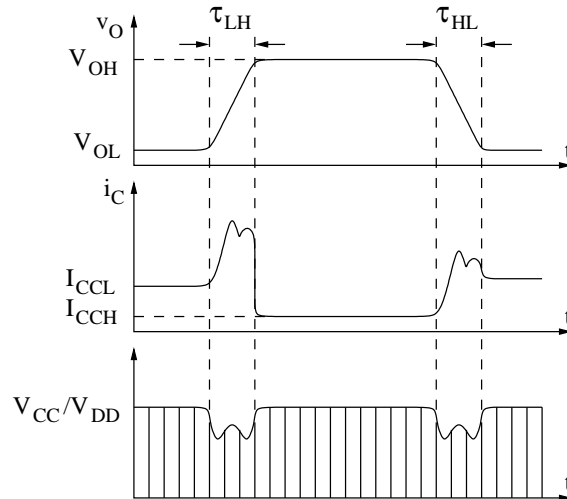 v_O τ_LH τ_HL
V_OH
V_OL
t
i_C
I_CCL
I_CCH
t
V_CC/V_DD
t